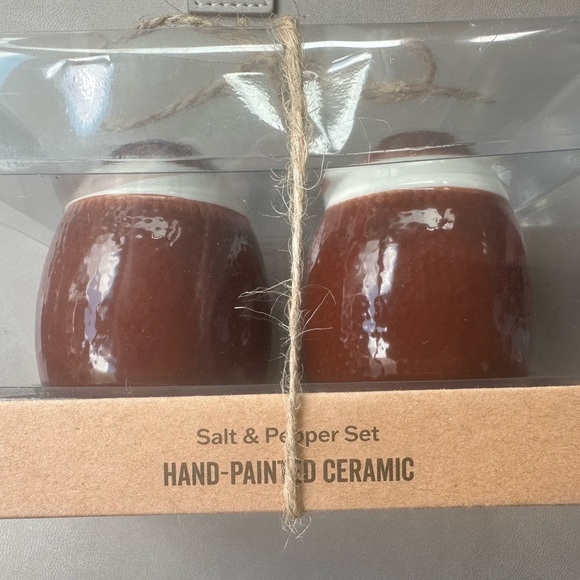 Salt & Pepper Set
HAND-PAINTED CERAMIC